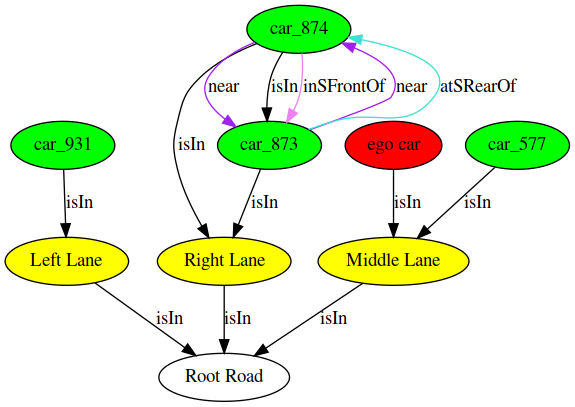 car_874
near
isIn
inSFrontOf
near
atSRearOf
car_931
isIn
car_873
ego car
car_577
isIn
isIn
isIn
isIn
Left Lane
Right Lane
Middle Lane
isIn
isIn
isIn
Root Road